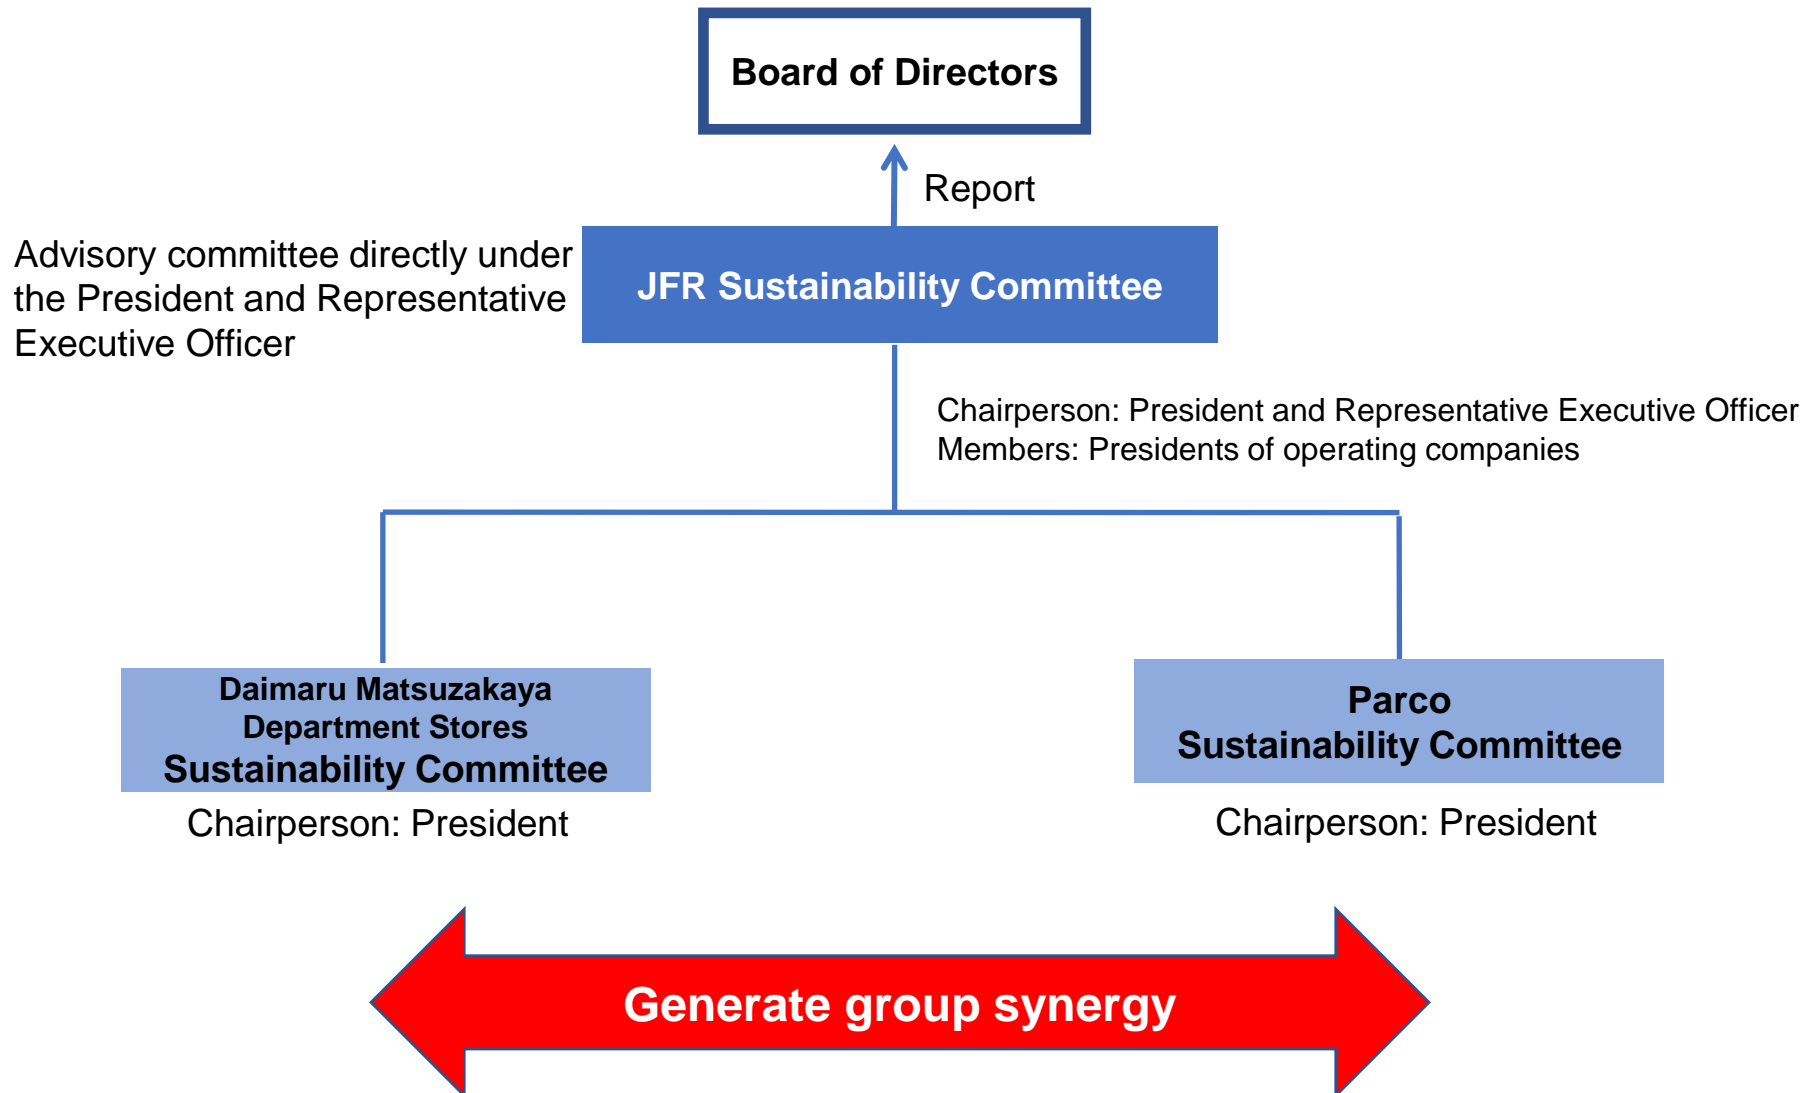 Board of Directors
Report
Advisory committee directly under
the President and Representative
Executive Officer
JFR Sustainability Committee
Chairperson: President and Representative Executive Officer
Members: Presidents of operating companies
Daimaru Matsuzakaya
Department Stores
Sustainability Committee
Chairperson: President
Parco
Sustainability Committee
Chairperson: President
Generate group synergy